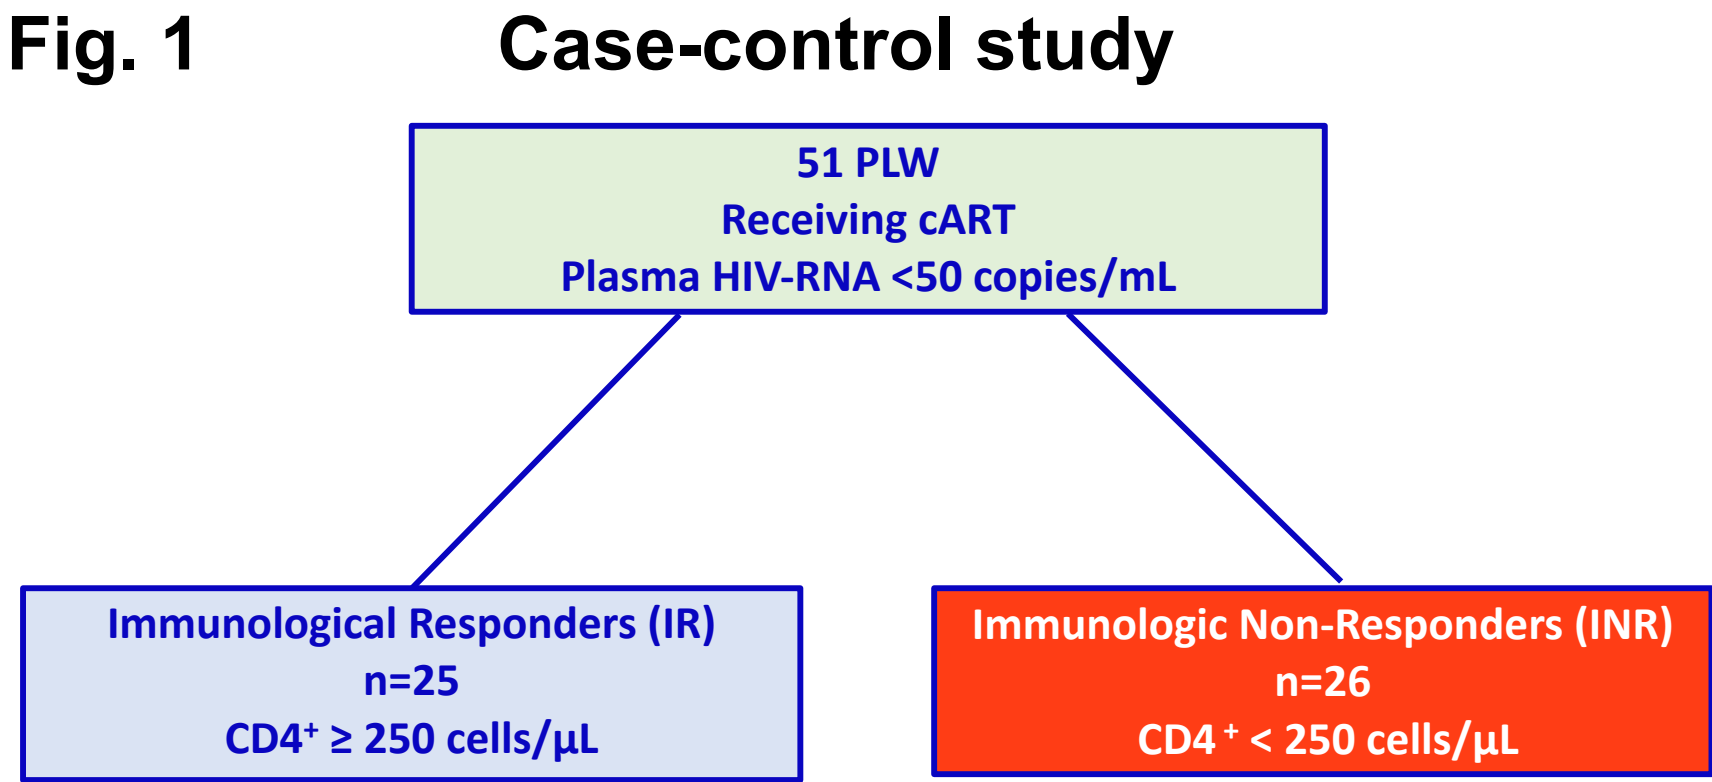 Fig. 1
Case-control study
51 PLW
Receiving cART
Plasma HIV-RNA <50 copies/mL
Immunological Responders (IR)
n=25
CD4⁺ ≥ 250 cells/µL
Immunologic Non-Responders (INR)
n=26
CD4 ⁺ < 250 cells/µL